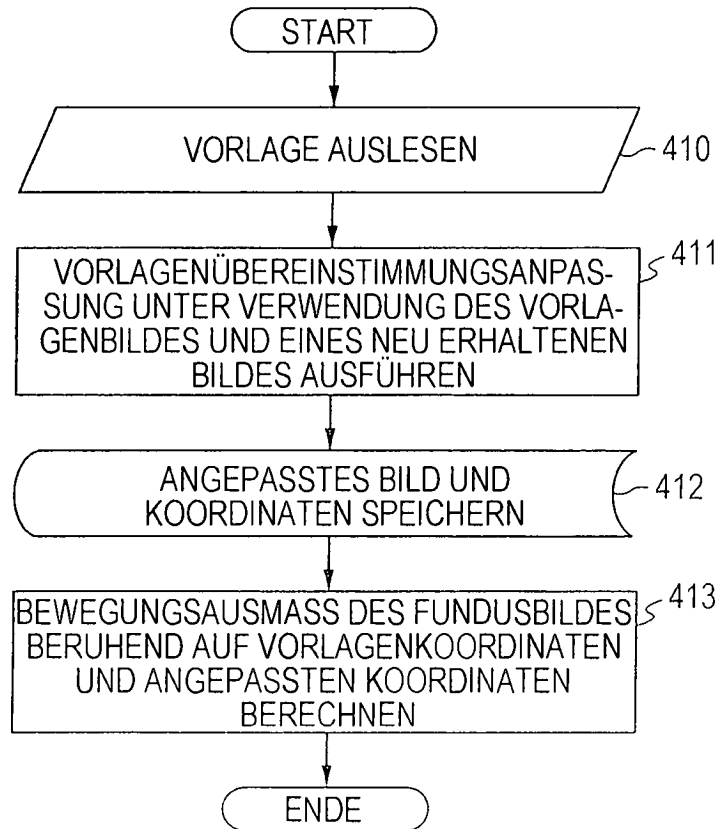 START
VORLAGE AUSLESEN
410
VORLAGENÜBEREINSTIMMUNGSANPAS-
SUNG UNTER VERWENDUNG DES VORLA-
GENBILDES UND EINES NEU ERHALTENEN
BILDES AUSFÜHREN
411
ANGEPASSTES BILD UND
KOORDINATEN SPEICHERN
412
BEWEGUNGSAUSMASS DES FUNDUSBILDES
BERUHEND AUF VORLAGENKOORDINATEN
UND ANGEPASSTEN KOORDINATEN
BERECHNEN
413
ENDE